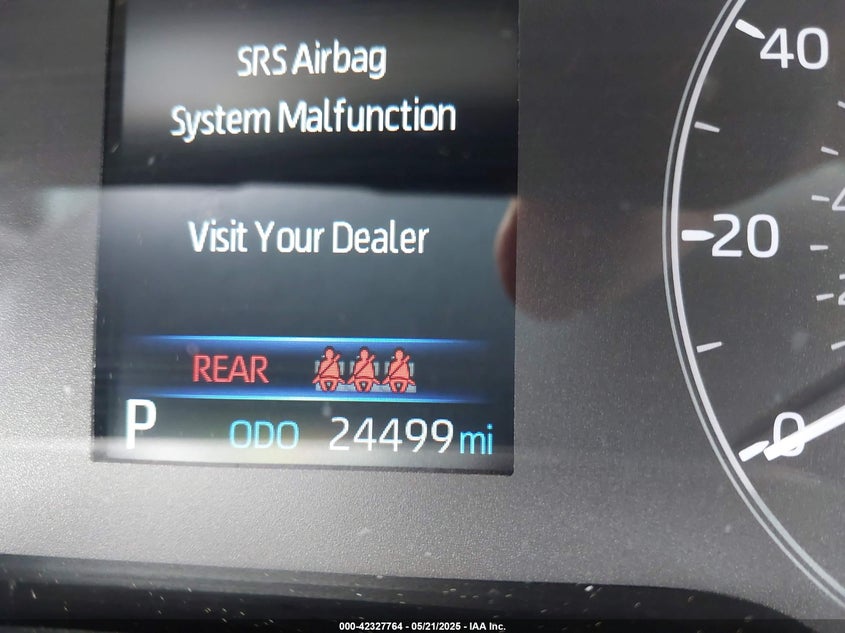 SRS Airbag
System Malfunction
Visit Your Dealer
REAR
P ODO 24499 mi
40
20
0
000-42327764 - 05/21/2025 - IAA Inc.